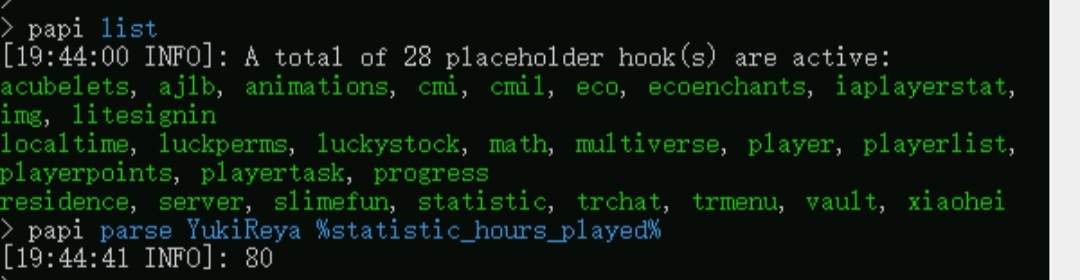 > papi list
[19:44:00 INFO]: A total of 28 placeholder hook(s) are active:
acubelets, ajlb, animations, cmi, cmil, eco, ecoenchants, iaplayerstat,
img, litesignin
localtime, luckperms, luckystock, math, multiverse, player, playerlist,
playerpoints, playertask, progress
residence, server, slimefun, statistic, trchat, trmenu, vault, xiaohei
> papi parse YukiReya %statistic_hours_played%
[19:44:41 INFO]: 80